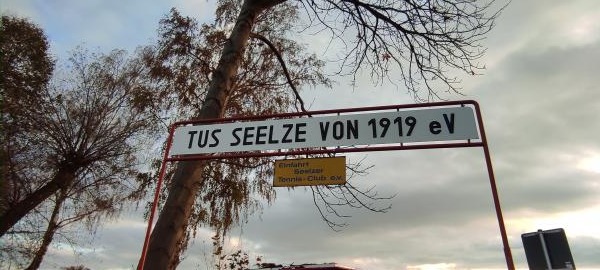 TUS SEELZE VON 1919 eV
Einfahrt
Seelzer
Tennis-Club e.v.